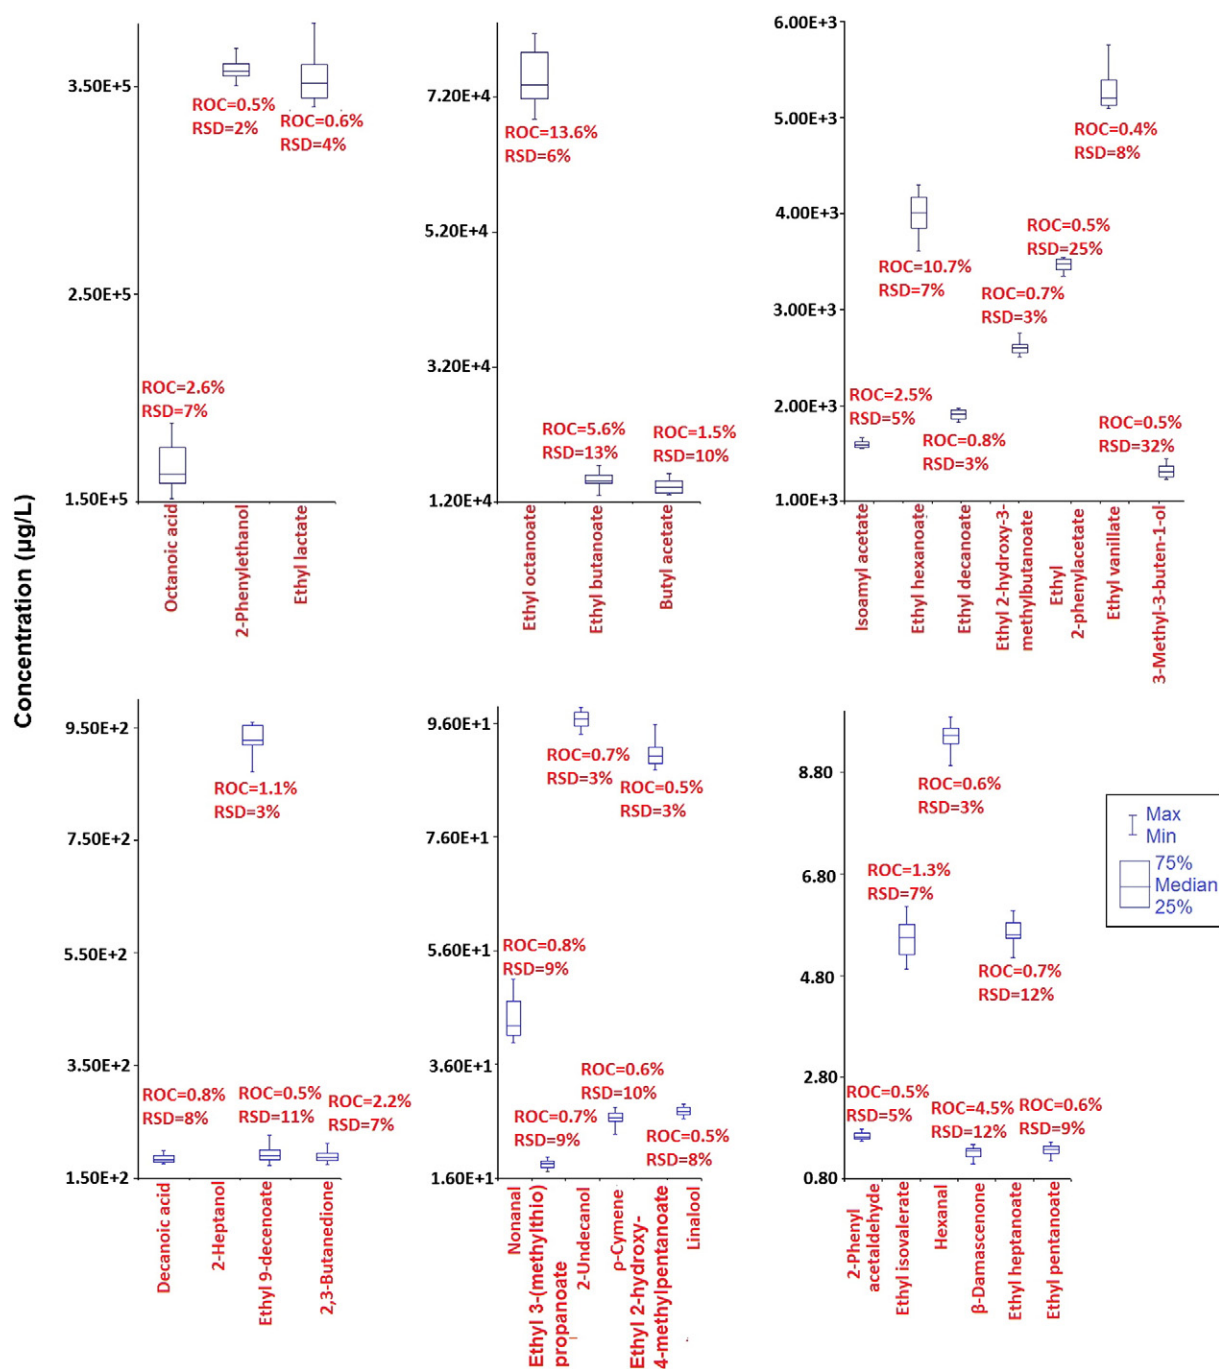 Concentration (µg/L)
3.50E+5
2.50E+5
1.50E+5
ROC=0.5%
RSD=2%
ROC=0.6%
RSD=4%
ROC=2.6%
RSD=7%
Octanoic acid
2-Phenylethanol
Ethyl lactate
7.20E+4
5.20E+4
3.20E+4
1.20E+4
ROC=13.6%
RSD=6%
ROC=5.6%
RSD=13%
ROC=1.5%
RSD=10%
Ethyl octanoate
Ethyl butanoate
Butyl acetate
6.00E+3
5.00E+3
4.00E+3
3.00E+3
2.00E+3
1.00E+3
ROC=0.4%
RSD=8%
ROC=0.5%
RSD=25%
ROC=10.7%
RSD=7%
ROC=0.7%
RSD=3%
ROC=2.5%
RSD=5%
ROC=0.8%
RSD=3%
ROC=0.5%
RSD=32%
Isoamyl acetate
Ethyl hexanoate
Ethyl decanoate
Ethyl 2-hydroxy-3-
methylbutanoate
Ethyl
2-phenylacetate
Ethyl vanillate
3-Methyl-3-buten-1-ol
9.50E+2
7.50E+2
5.50E+2
3.50E+2
1.50E+2
ROC=1.1%
RSD=3%
ROC=0.8%
RSD=8%
ROC=0.5%
RSD=11%
ROC=2.2%
RSD=7%
Decanoic acid
2-Heptanol
Ethyl 9-decenoate
2,3-Butanedione
9.60E+1
7.60E+1
5.60E+1
3.60E+1
1.60E+1
ROC=0.7%
RSD=3%
ROC=0.5%
RSD=3%
ROC=0.8%
RSD=9%
ROC=0.6%
RSD=10%
ROC=0.7%
RSD=9%
ROC=0.5%
RSD=8%
Nonanal
Ethyl 3-(methylthio)
propanoate
2-Undecanol
ρ-Cymene
Ethyl 2-hydroxy-
4-methylpentanoate
Linalool
8.80
6.80
4.80
2.80
0.80
ROC=0.6%
RSD=3%
ROC=1.3%
RSD=7%
ROC=0.7%
RSD=12%
ROC=0.5%
RSD=5%
ROC=4.5%
RSD=12%
ROC=0.6%
RSD=9%
2-Phenyl
acetaldehyde
Ethyl isovalerate
Hexanal
β-Damascenone
Ethyl heptanoate
Ethyl pentanoate
Max
Min
75%
Median
25%